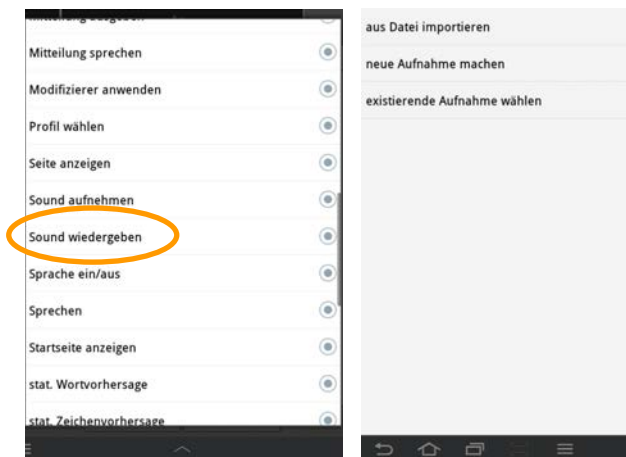 Mitteilung sprechen
Modifizierer anwenden
Profil wählen
Seite anzeigen
Sound aufnehmen
Sound wiedergeben
Sprache ein/aus
Sprechen
Startseite anzeigen
stat. Wortvorhersage
stat. Zeichenvorhersage
aus Datei importieren
neue Aufnahme machen
existierende Aufnahme wählen